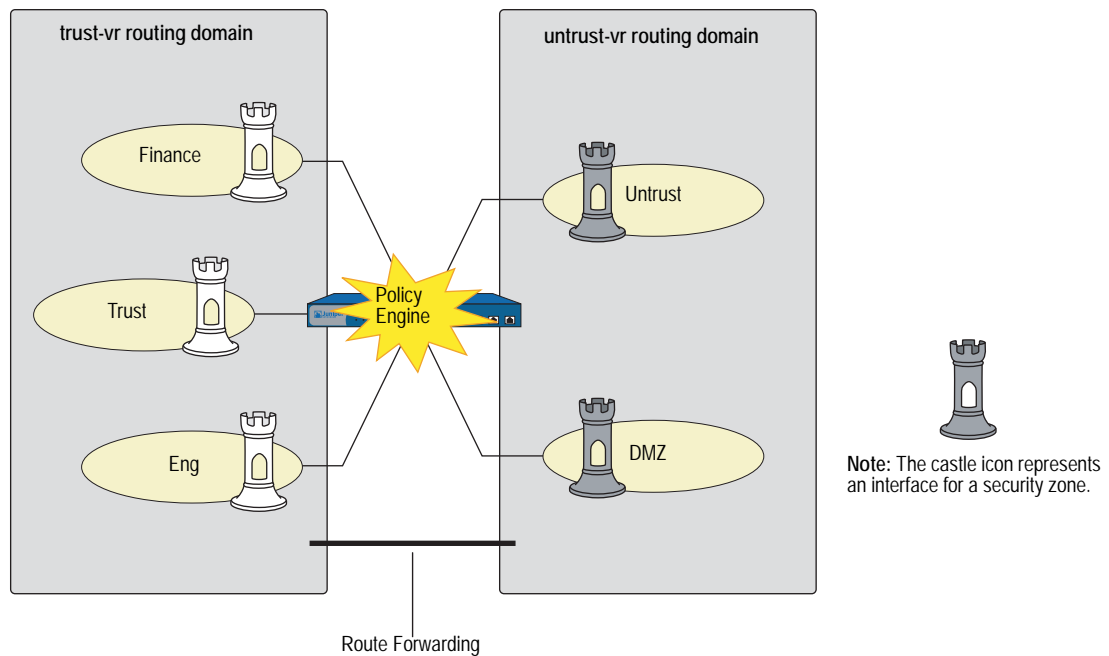 trust-vr routing domain
untrust-vr routing domain
Finance
Untrust
Trust
Policy
Engine
Eng
DMZ
Note: The castle icon represents
an interface for a security zone.
Route Forwarding